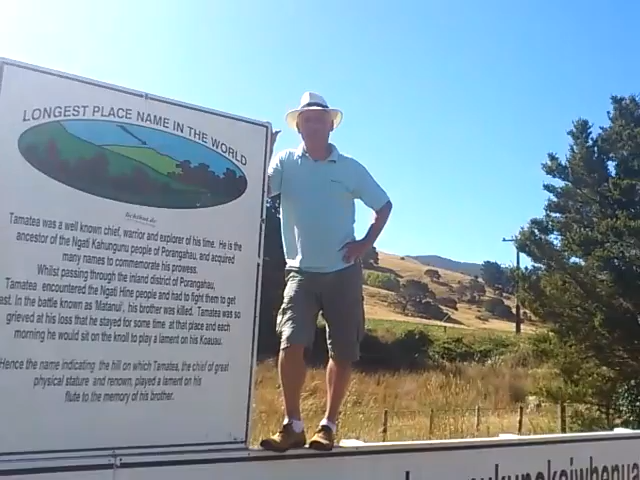 LONGEST PLACE NAME IN THE WORLD
Tamatea was a well known chief, warrior and explorer of his time. He is the
ancestor of the Ngati Kahungunu people of Porangahau, and acquired
many names to commemorate his prowess.
Whilst passing through the inland district of Porangahau,
Tamatea encountered the Ngati Hine people and had to fight them to get
ast. In the battle known as 'Matanui', his brother was killed. Tamatea was so
grieved at his loss that he stayed for some time at that place and each
morning he would sit on the knoll to play a lament on his Koauau.
Hence the name indicating the hill on which Tamatea, the chief of great
physical stature and renown, played a lament on his
flute to the memory of his brother.
ukupokaiwhenua